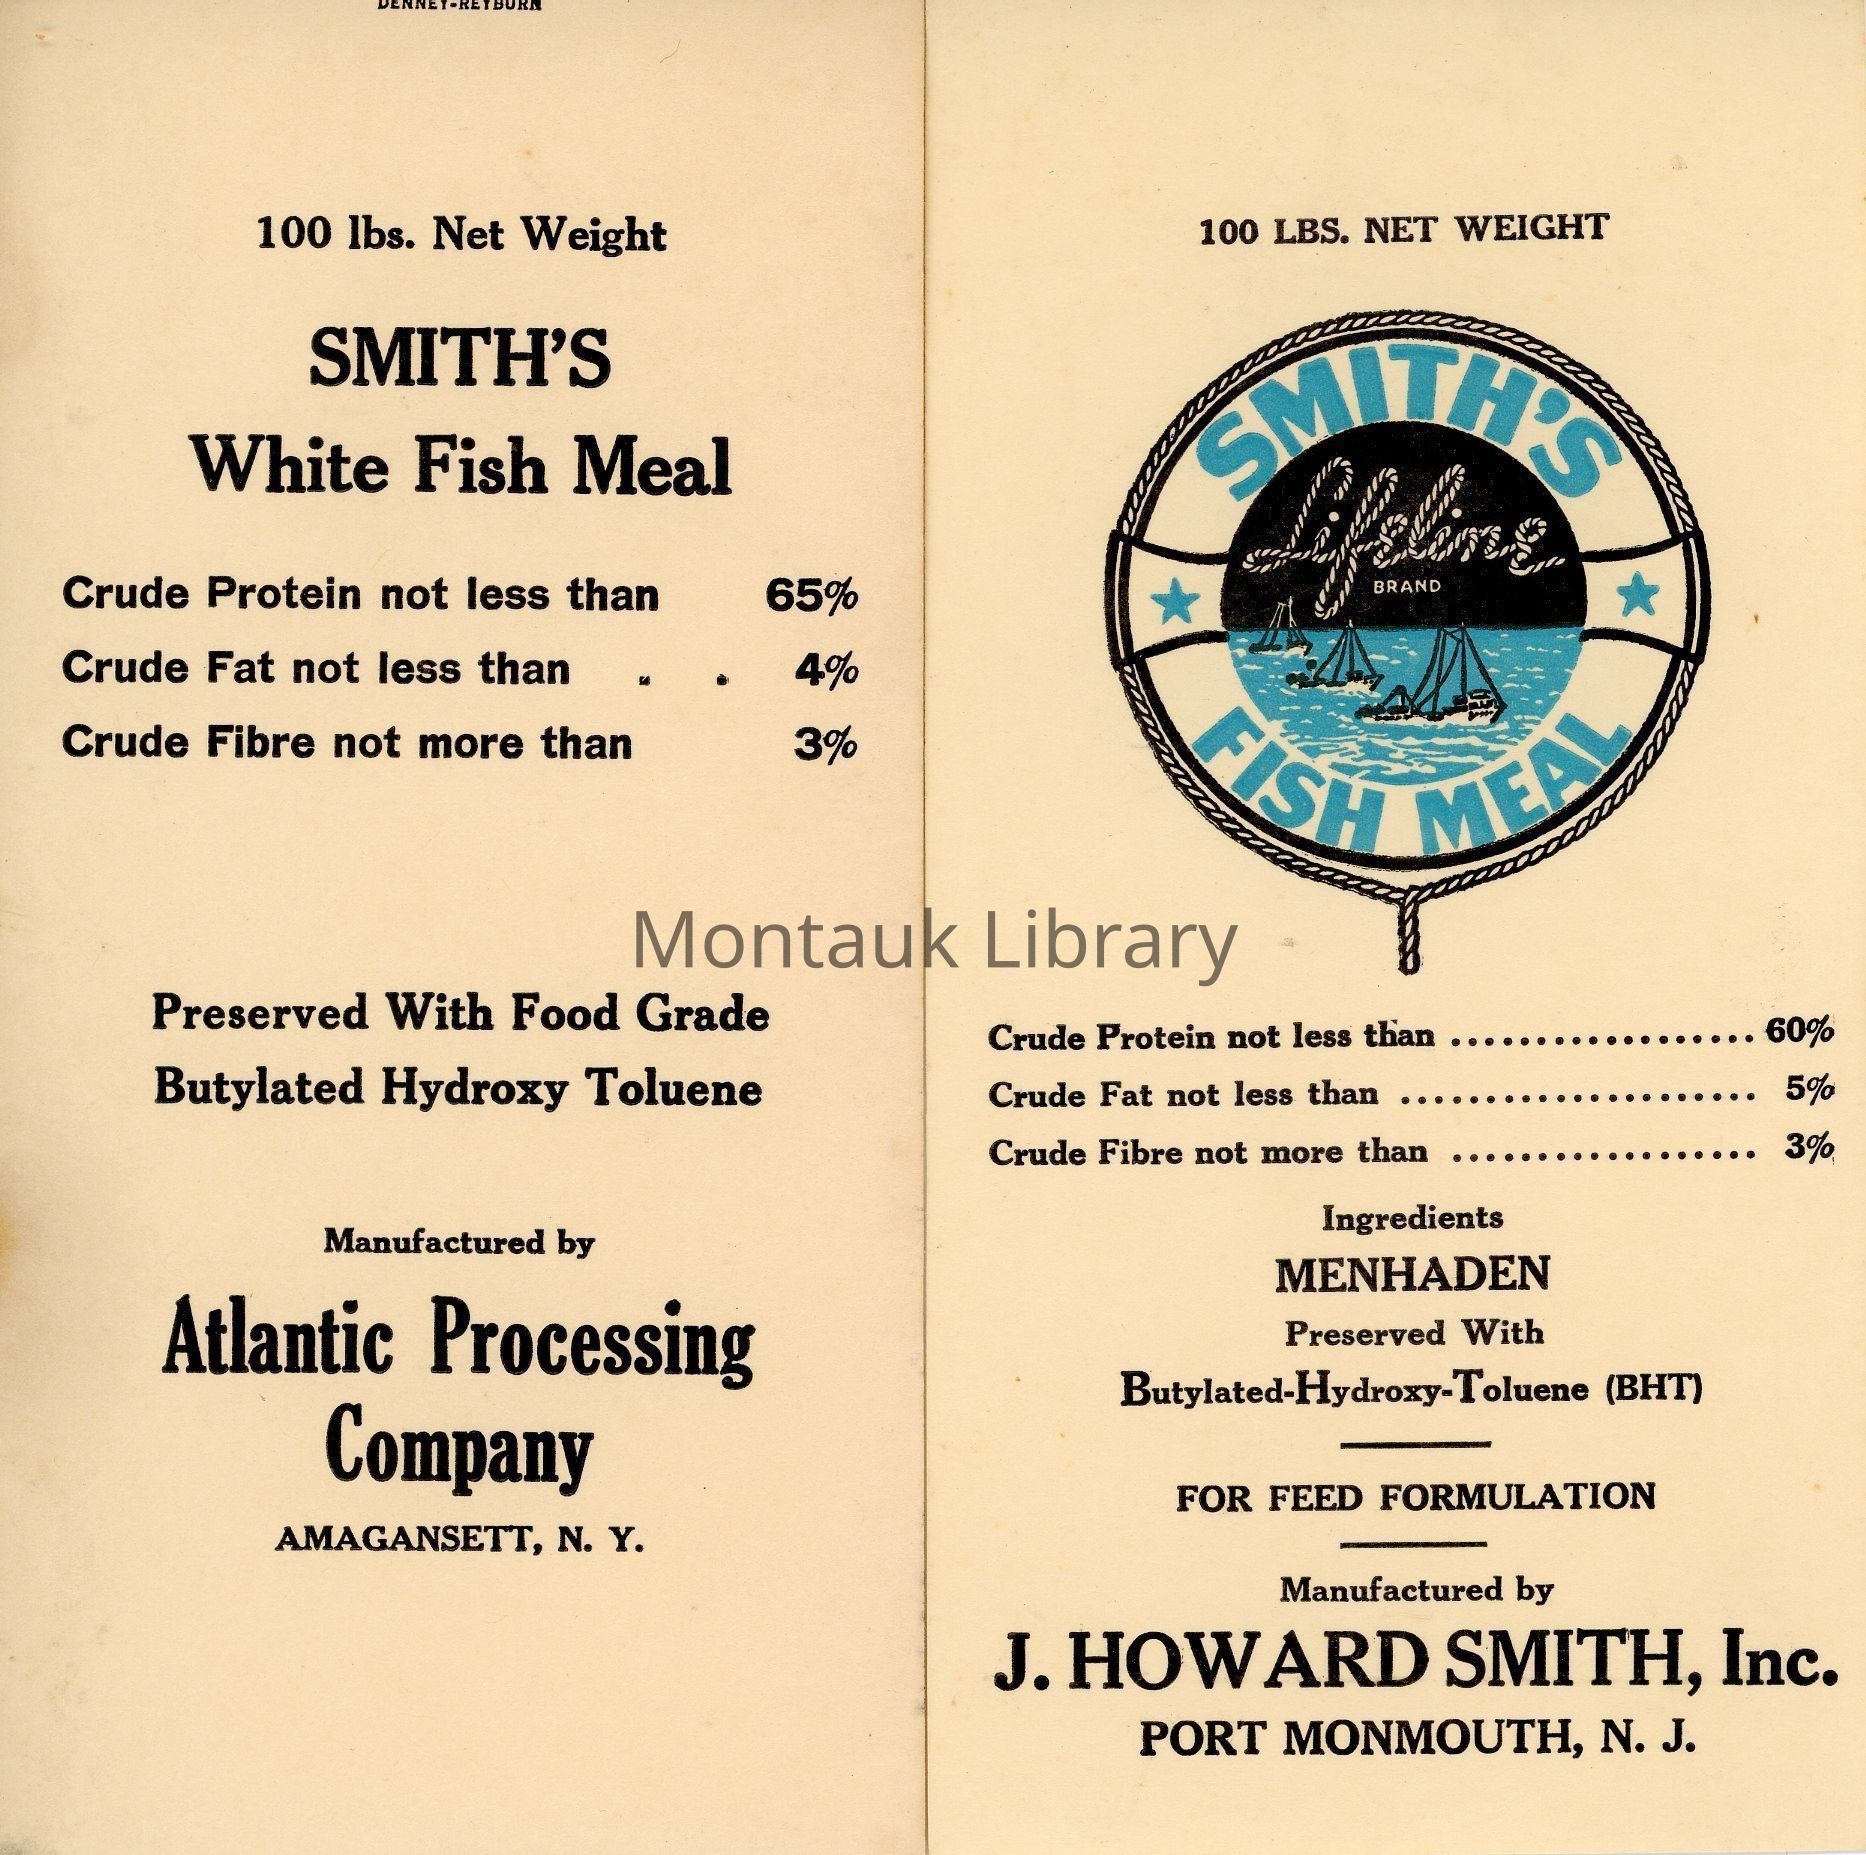 DENNEY-REYBURN
100 lbs. Net Weight
SMITH'S
White Fish Meal
Crude Protein not less than 65%
Crude Fat not less than . . 4%
Crude Fibre not more than 3%
Preserved With Food Grade
Butylated Hydroxy Toluene
Manufactured by
Atlantic Processing
Company
AMAGANSETT, N. Y.
100 LBS. NET WEIGHT
SMITH'S
Lifeline
BRAND
FISH MEAL
Crude Protein not less than ................... 60%
Crude Fat not less than ...................... 5%
Crude Fibre not more than ................... 3%
Ingredients
MENHADEN
Preserved With
Butylated-Hydroxy-Toluene (BHT)
FOR FEED FORMULATION
Manufactured by
J. HOWARD SMITH, Inc.
PORT MONMOUTH, N. J.
Montauk Library